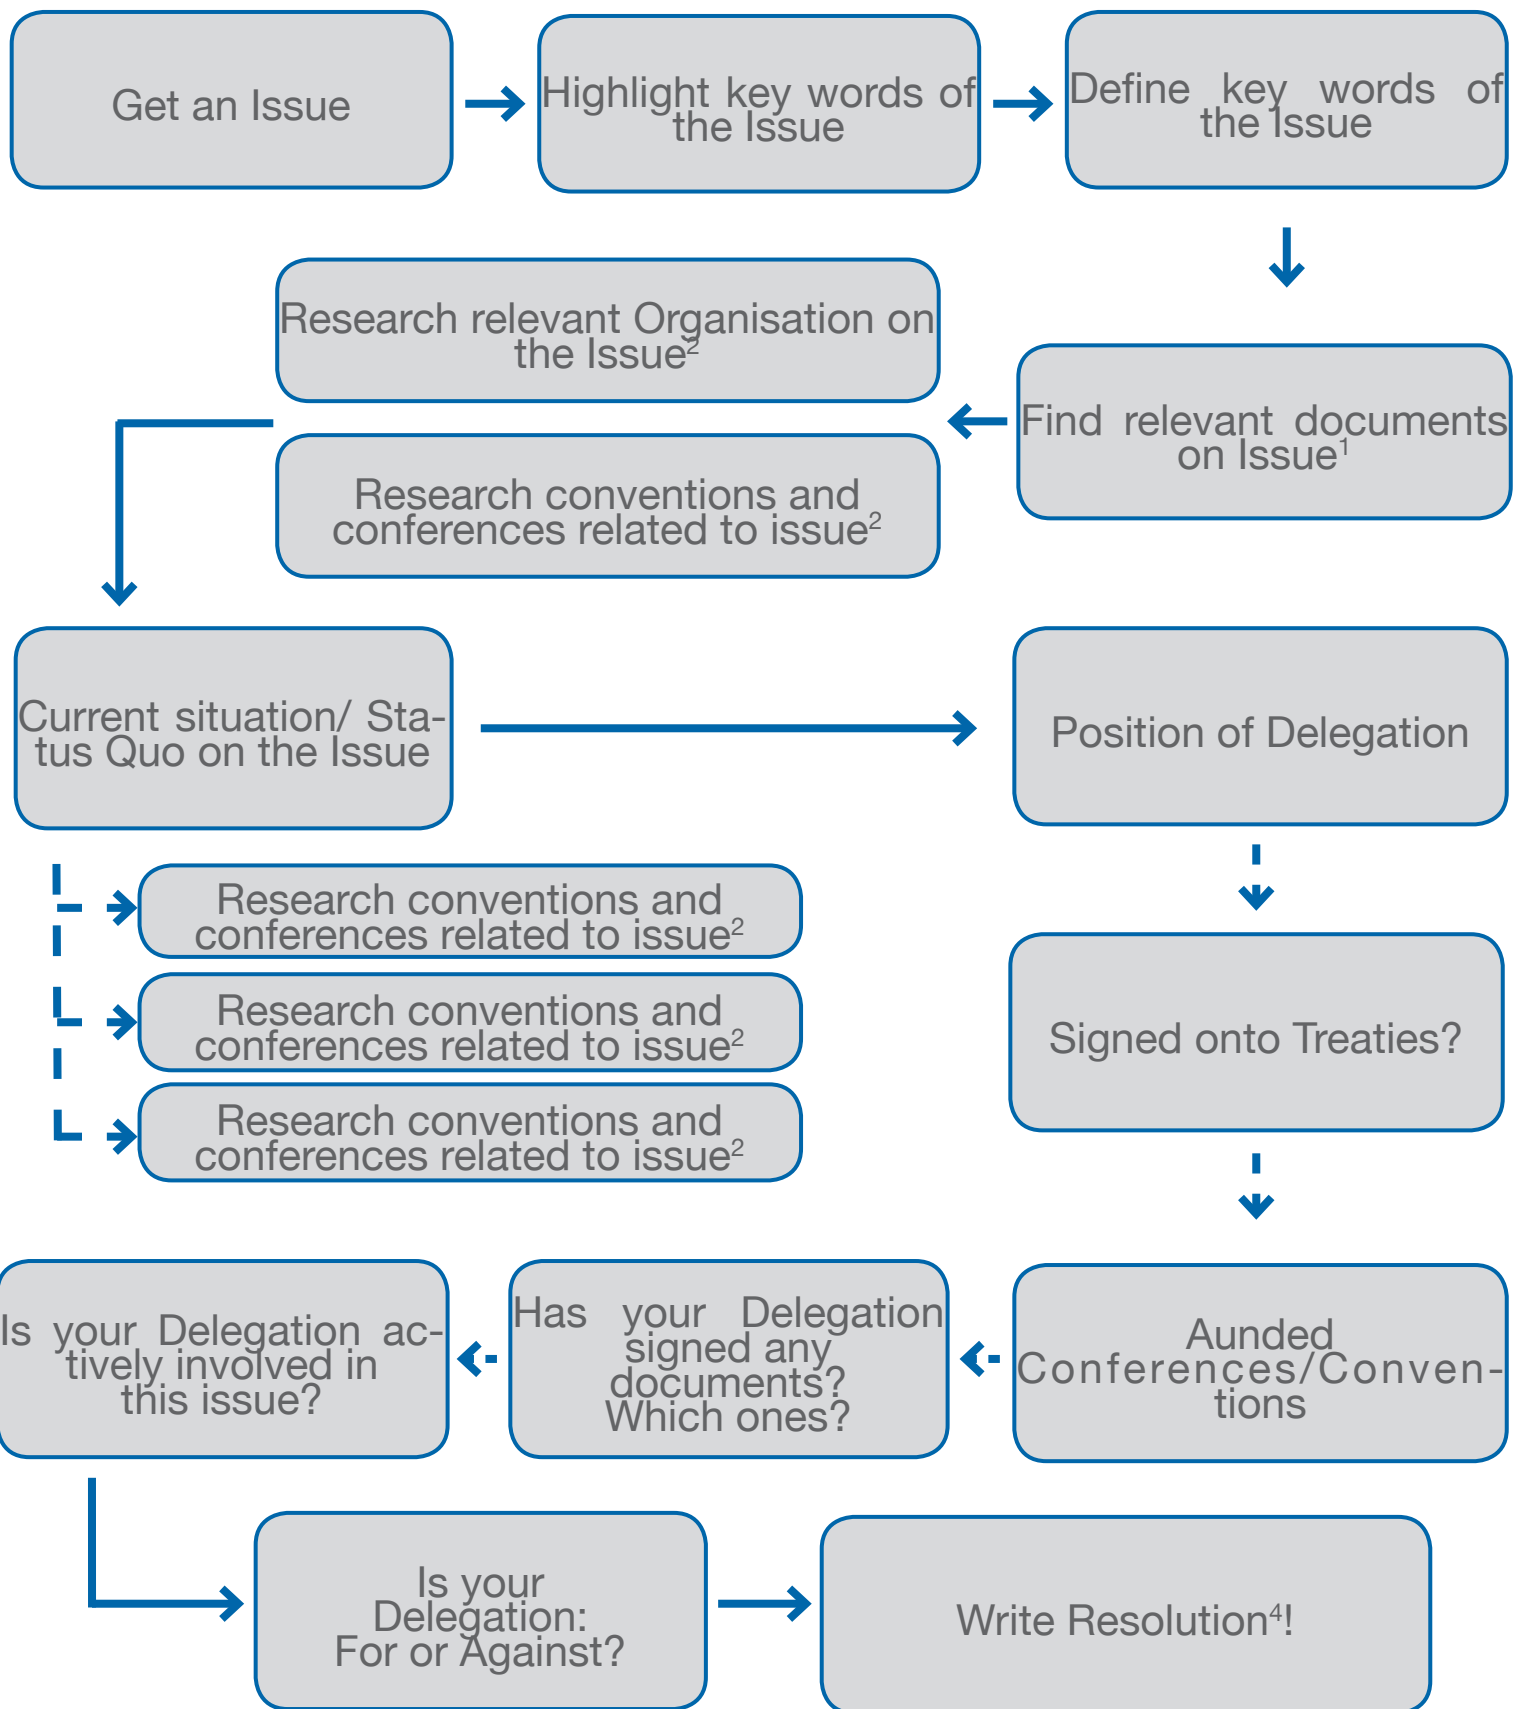 Get an Issue
Highlight key words of
the Issue
Define key words of
the Issue
Research relevant Organisation on
the Issue²
Find relevant documents
on Issue¹
Research conventions and
conferences related to issue²
Current situation/ Sta-
tus Quo on the Issue
Position of Delegation
Research conventions and
conferences related to issue²
Research conventions and
conferences related to issue²
Signed onto Treaties?
Research conventions and
conferences related to issue²
Is your Delegation ac-
tively involved in
this issue?
Has your Delegation
signed any
documents?
Which ones?
Aunded
Conferences/Conven-
tions
Is your
Delegation:
For or Against?
Write Resolution⁴!